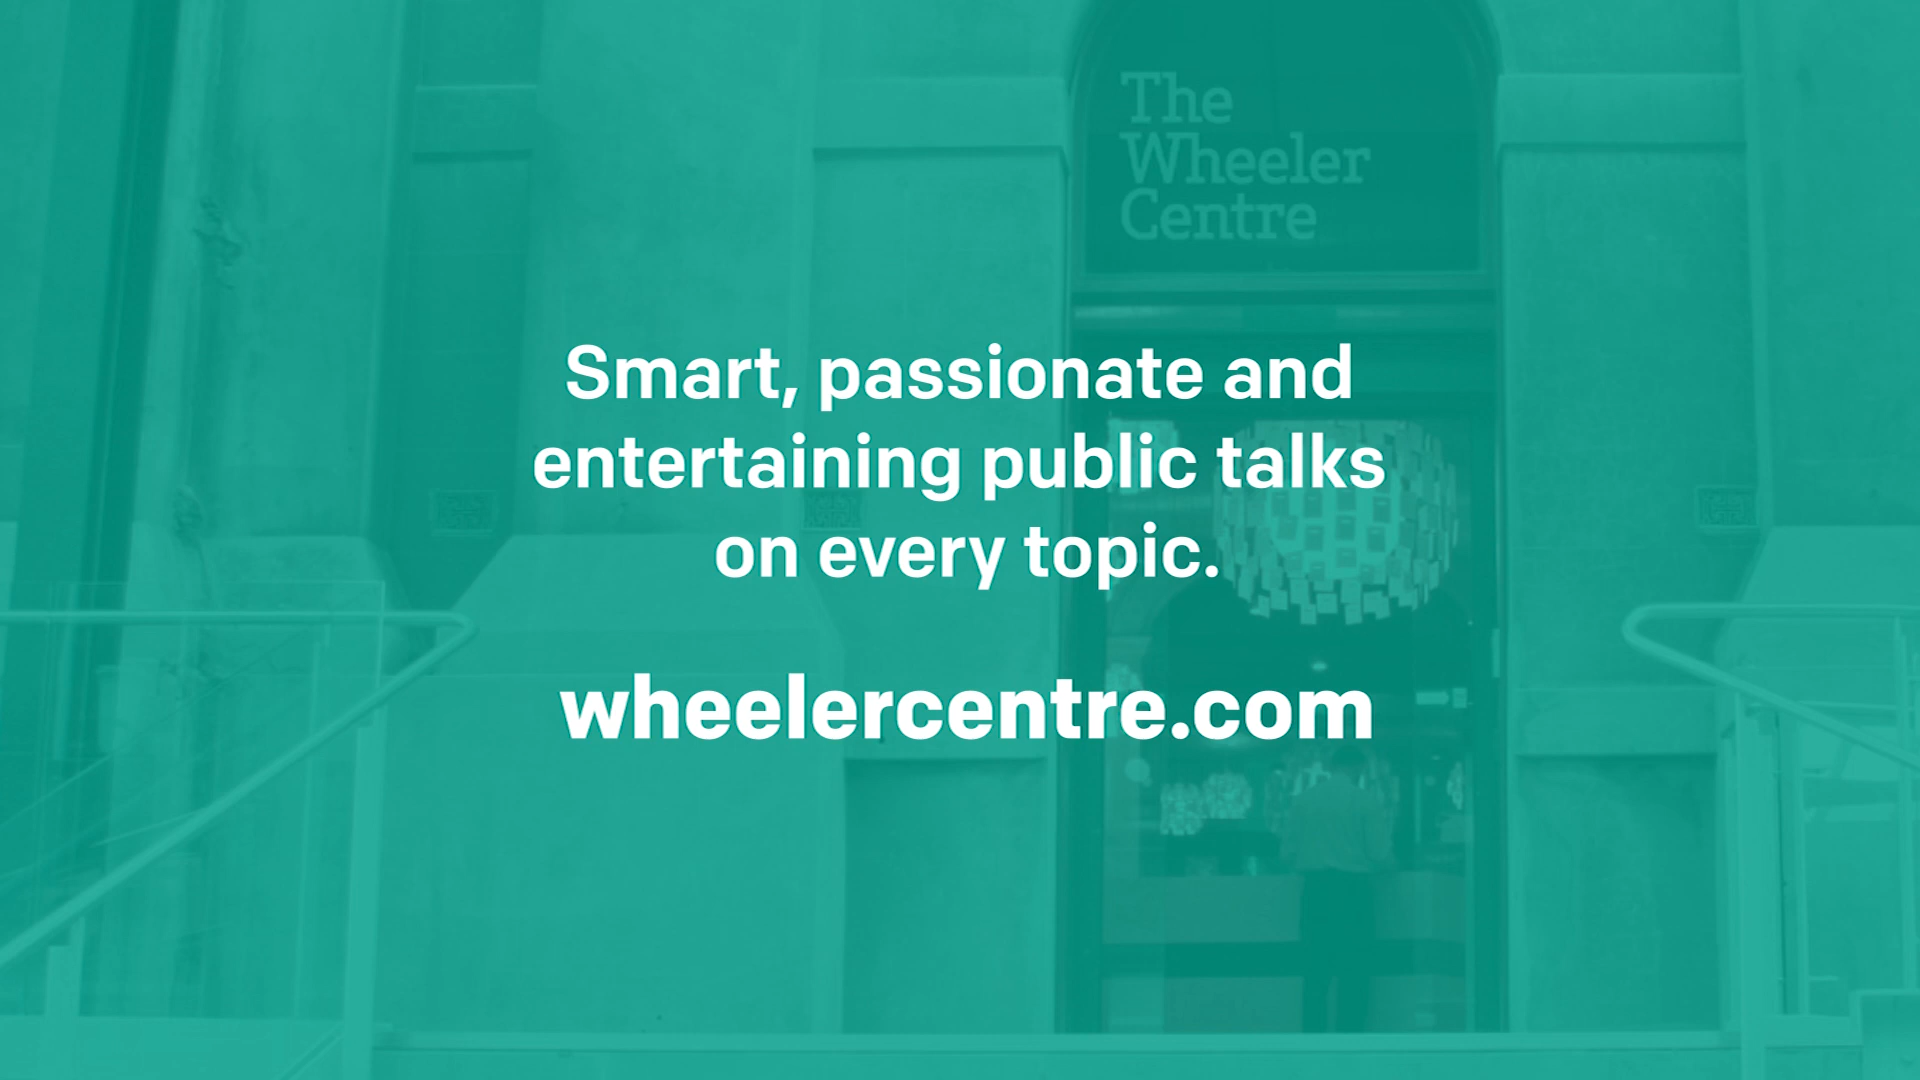 The
Wheeler
Centre
Smart, passionate and
entertaining public talks
on every topic.
wheelercentre.com